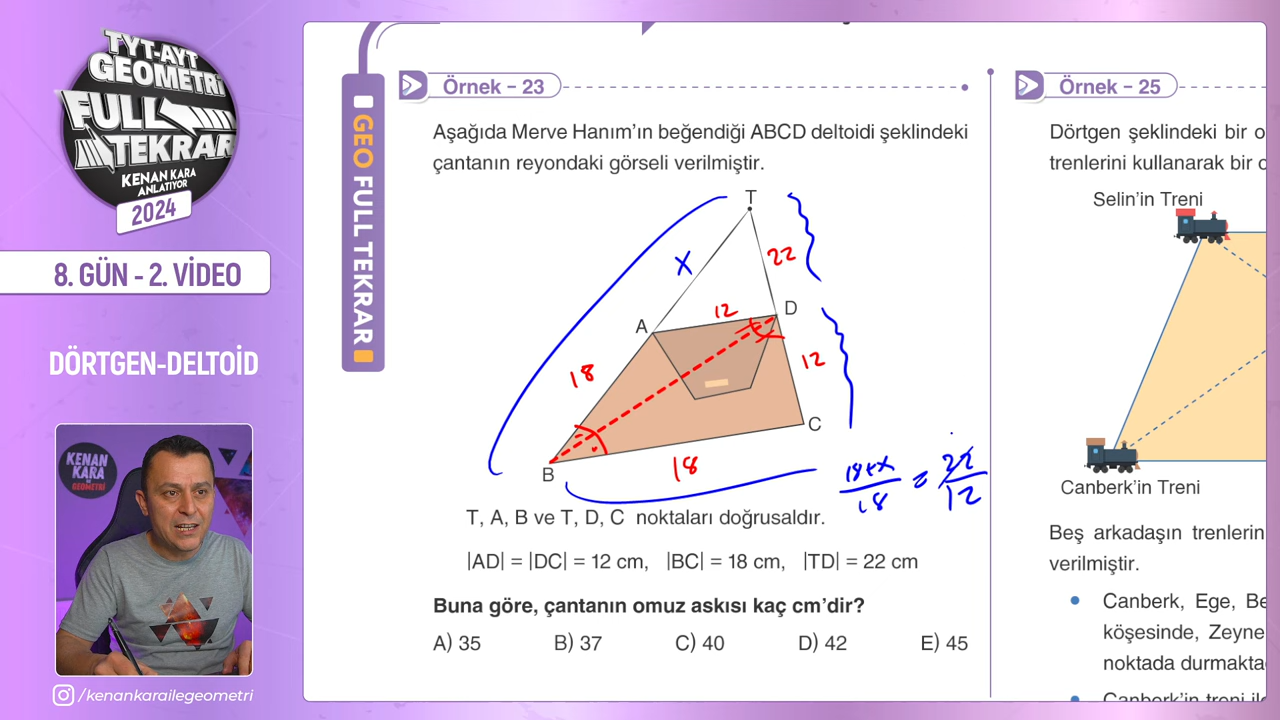 TYT-AYT
GEOMETRİ
FULL
TEKRAR
KENAN KARA
ANLATIYOR
2024
8. GÜN - 2. VİDEO
DÖRTGEN-DELTOİD
KENAN
KARA
GEOMETRİ
/kenankarailegeometri
GEO FULL TEKRAR
Örnek – 23
Aşağıda Merve Hanım'ın beğendiği ABCD deltoidi şeklindeki
çantanın reyondaki görseli verilmiştir.
T
x
22
A
12
D
18
12
C
B
18
18+x
18
=
22
12
T, A, B ve T, D, C noktaları doğrusaldır.
|AD| = |DC| = 12 cm, |BC| = 18 cm, |TD| = 22 cm
Buna göre, çantanın omuz askısı kaç cm'dir?
A) 35 B) 37 C) 40 D) 42 E) 45
Örnek – 25
Dörtgen şeklindeki bir o
trenlerini kullanarak bir
Selin'in Treni
Canberk'in Treni
Beş arkadaşın trenlerin
verilmiştir.
• Canberk, Ege, Be
köşesinde, Zeyne
noktada durmakta
• Canberk'in treni ile